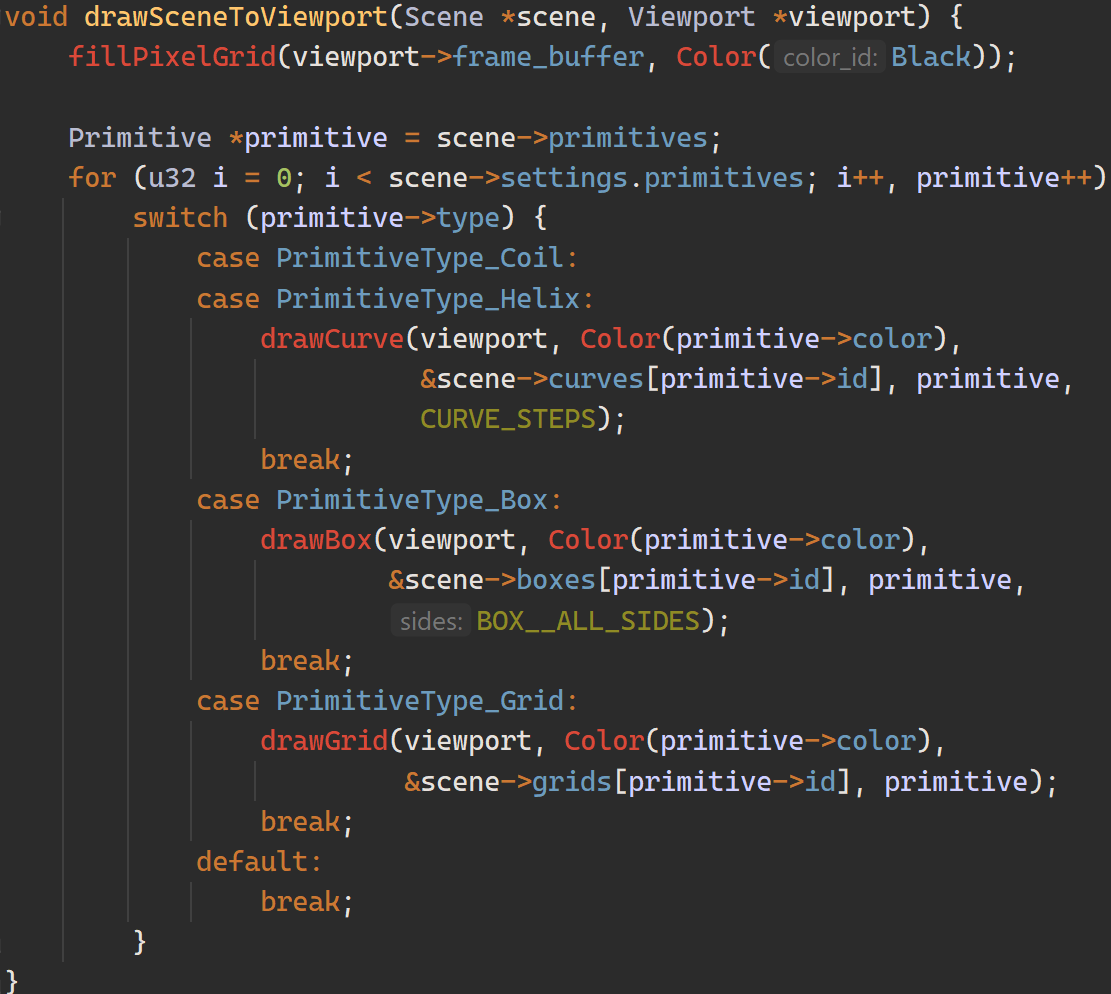 void drawSceneToViewport(Scene *scene, Viewport *viewport) {
    fillPixelGrid(viewport->frame_buffer, Color( color_id: Black));

    Primitive *primitive = scene->primitives;
    for (u32 i = 0; i < scene->settings.primitives; i++, primitive++)
        switch (primitive->type) {
            case PrimitiveType_Coil:
            case PrimitiveType_Helix:
                drawCurve(viewport, Color(primitive->color),
                          &scene->curves[primitive->id], primitive,
                          CURVE_STEPS);
                break;
            case PrimitiveType_Box:
                drawBox(viewport, Color(primitive->color),
                        &scene->boxes[primitive->id], primitive,
                        sides: BOX__ALL_SIDES);
                break;
            case PrimitiveType_Grid:
                drawGrid(viewport, Color(primitive->color),
                         &scene->grids[primitive->id], primitive);
                break;
            default:
                break;
        }
}